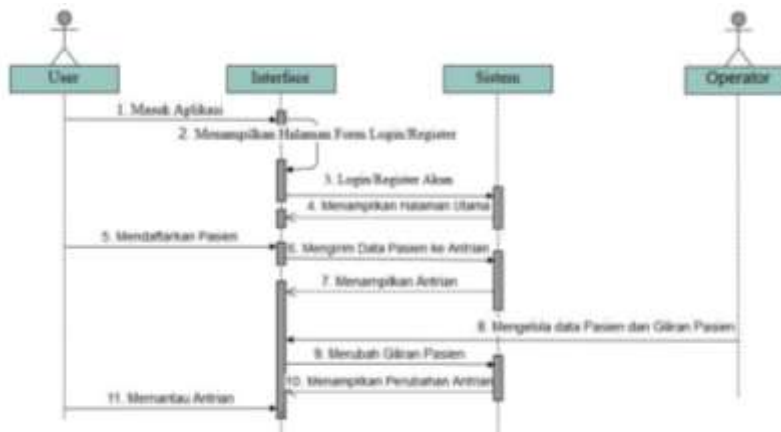 User
Interface
Sistem
Operator
1. Masuk Aplikasi
2. Menampilkan Halaman Form Login/Register
3. Login/Register Akun
4. Menampilkan Halaman Utama
5. Mendaftarkan Pasien
6. Mengirim Data Pasien ke Antrian
7. Menampilkan Antrian
8. Mengelola data Pasien dan Giliran Pasien
9. Merubah Giliran Pasien
10. Menampilkan Perubahan Antrian
11. Memantau Antrian